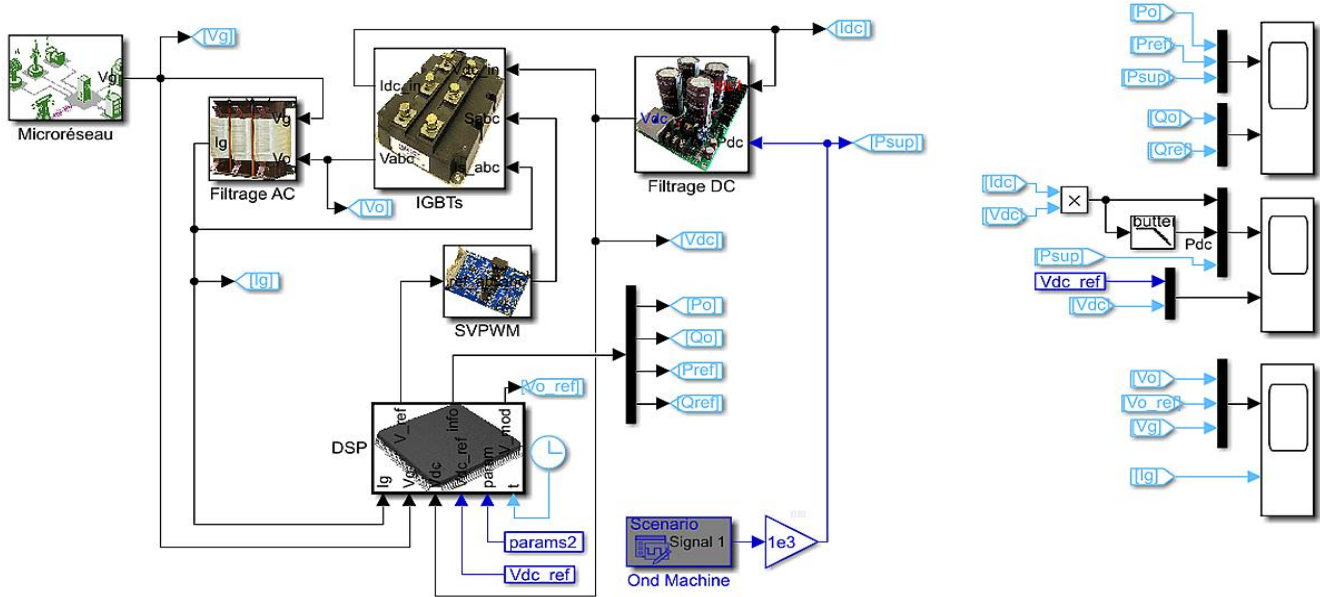 [Vg]
Vg
Microréseau
Vg
Ig
Vo
Filtrage AC
[Vo]
[Ig]
Idc_in
Vdc_in
Sabc
Vabc
IGBTs
[Idc]
Vdc
Pdc
Filtrage DC
[Psup]
[Vdc]
SVPWM
[Po]
[Qo]
[Pref]
[Qref]
[Vo_ref]
V_ref
info
V_mod
DSP
Ig
Vg
Vdc
Vdc_ref
param
t
params2
Vdc_ref
Scenario
Signal 1
Ond Machine
1e3
[Po]
[Pref]
[Psup]
[Qo]
[Qref]
[Idc]
[Vdc]
×
butter
Pdc
[Psup]
Vdc_ref
[Vdc]
[Vo]
[Vo_ref]
[Vg]
[Ig]